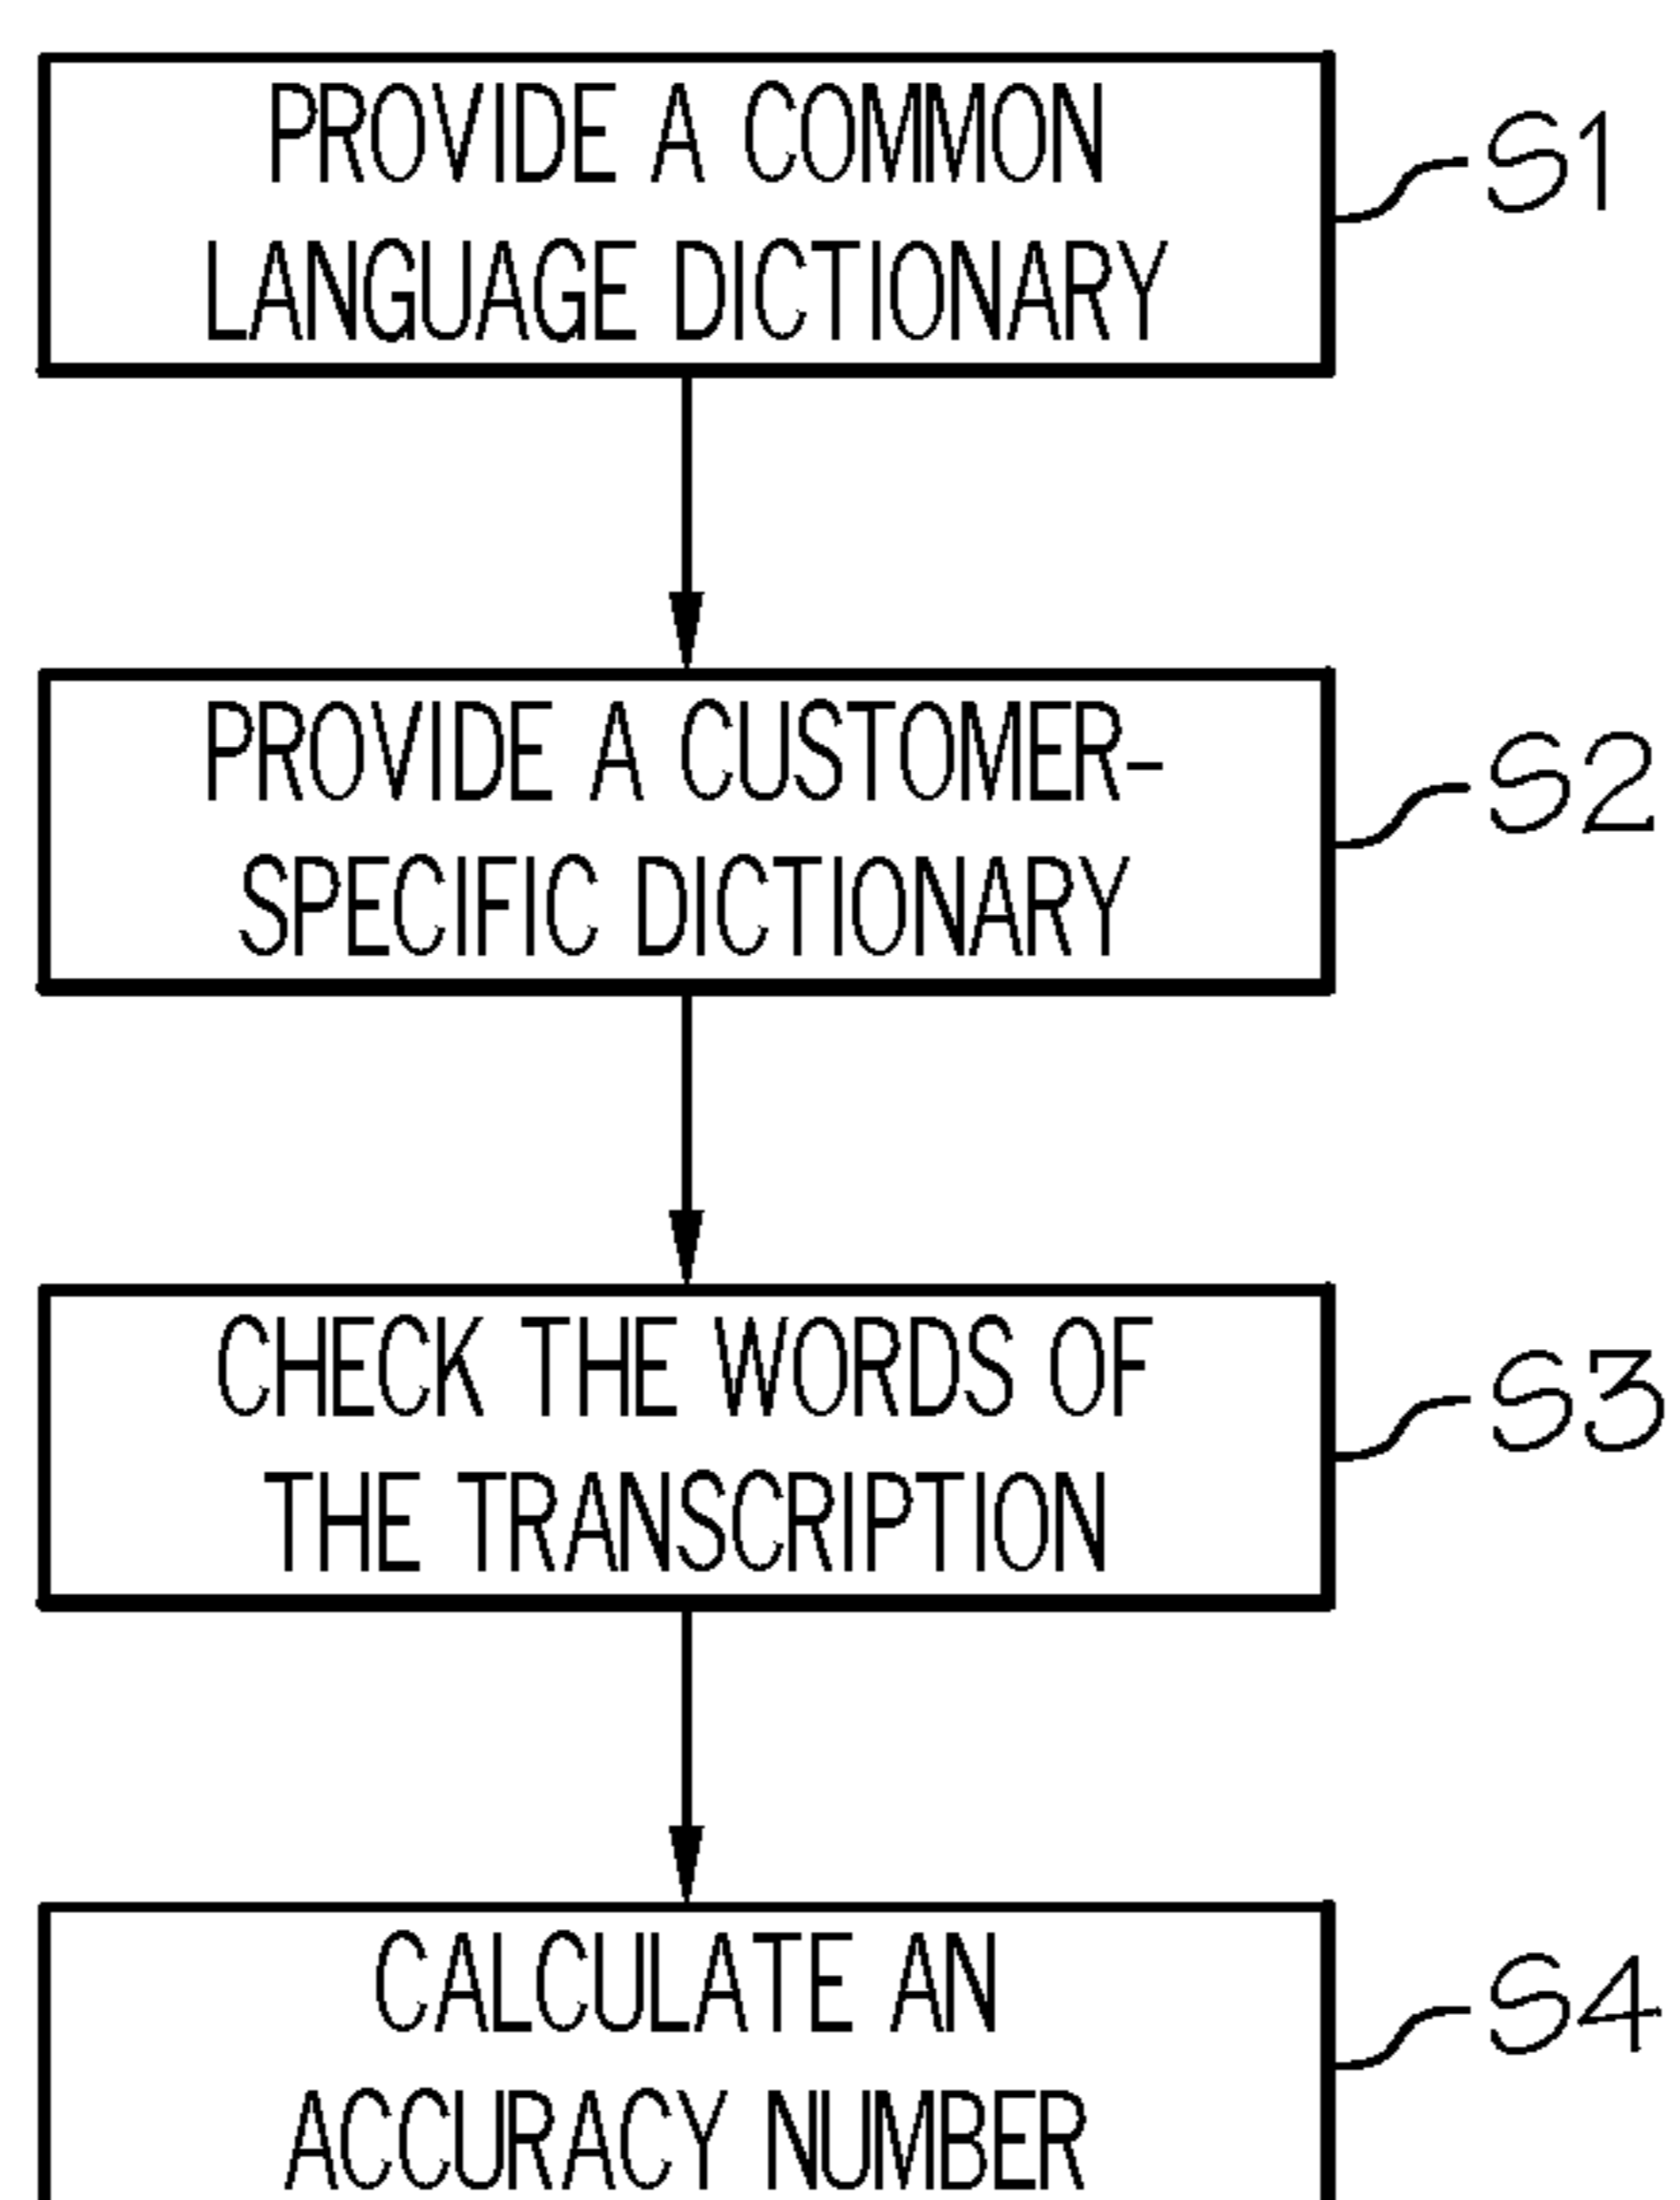 PROVIDE A COMMON
LANGUAGE DICTIONARY
S1
PROVIDE A CUSTOMER-
SPECIFIC DICTIONARY
S2
CHECK THE WORDS OF
THE TRANSCRIPTION
S3
CALCULATE AN
ACCURACY NUMBER
S4